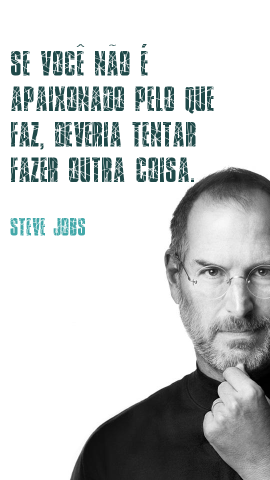 SE VOCÊ NÃO É
APAIXONADO PELO QUE
FAZ, DEVERIA TENTAR
FAZER OUTRA COISA.
STEVE JOBS